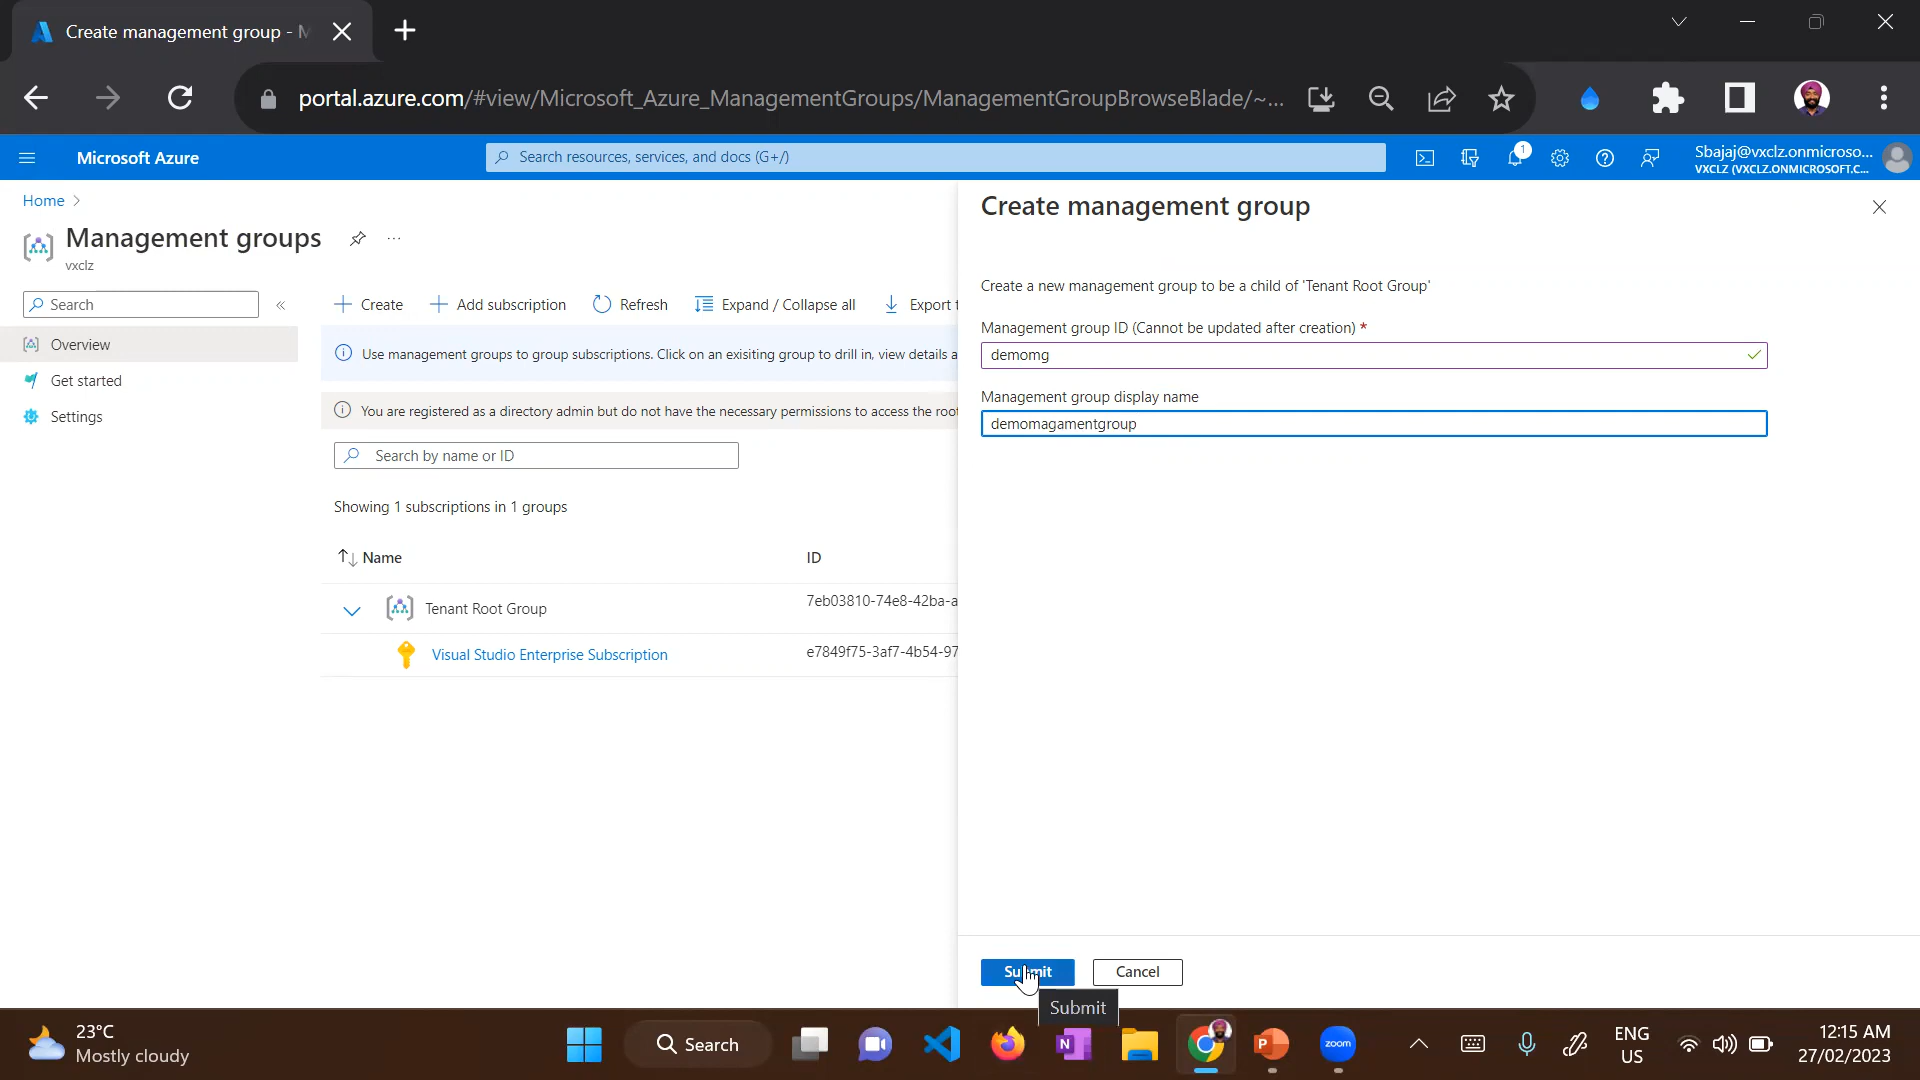 Create management group - M
portal.azure.com/#view/Microsoft_Azure_ManagementGroups/ManagementGroupBrowseBlade/~...
Microsoft Azure
Search resources, services, and docs (G+/)
1
Sbajaj@vxclz.onmicroso...
VXCLZ (VXCLZ.ONMICROSOFT.C...
Home
Management groups
vxclz
Search
Overview
Get started
Settings
Create
Add subscription
Refresh
Expand / Collapse all
Export t
Use management groups to group subscriptions. Click on an exisiting group to drill in, view details a
You are registered as a directory admin but do not have the necessary permissions to access the root
Search by name or ID
Showing 1 subscriptions in 1 groups
Name
ID
Tenant Root Group
7eb03810-74e8-42ba-a
Visual Studio Enterprise Subscription
e7849f75-3af7-4b54-97
Create management group
Create a new management group to be a child of 'Tenant Root Group'
Management group ID (Cannot be updated after creation) *
demomg
Management group display name
demomagamentgroup
Submit
Cancel
Submit
23°C
Mostly cloudy
Search
N
P
zoom
ENG
US
12:15 AM
27/02/2023